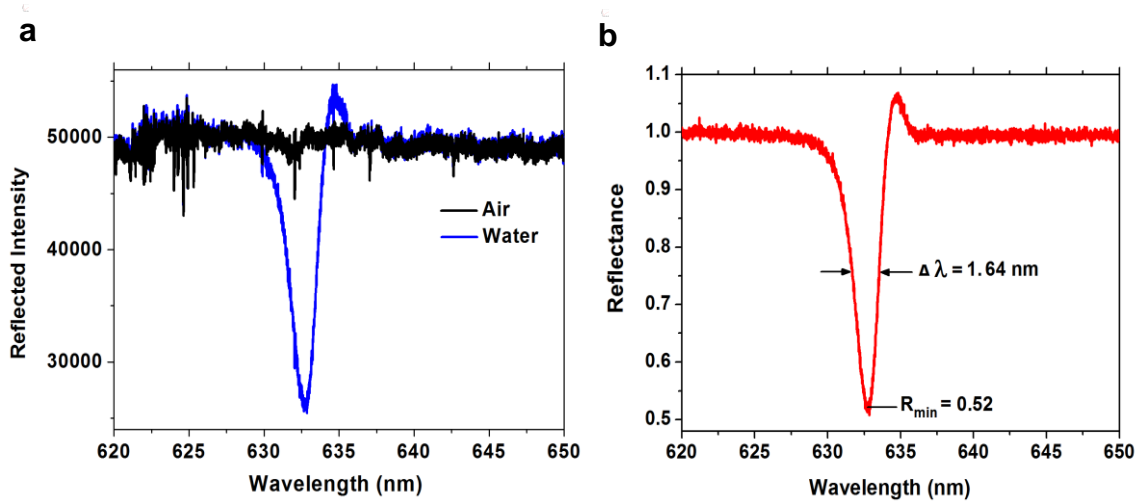 a
50000
40000
30000
620 625 630 635 640 645 650
Reflected Intensity
Wavelength (nm)
Air
Water
b
1.1
1.0
0.9
0.8
0.7
0.6
0.5
620 625 630 635 640 645 650
Reflectance
Wavelength (nm)
Δ λ = 1.64 nm
Rmin = 0.52